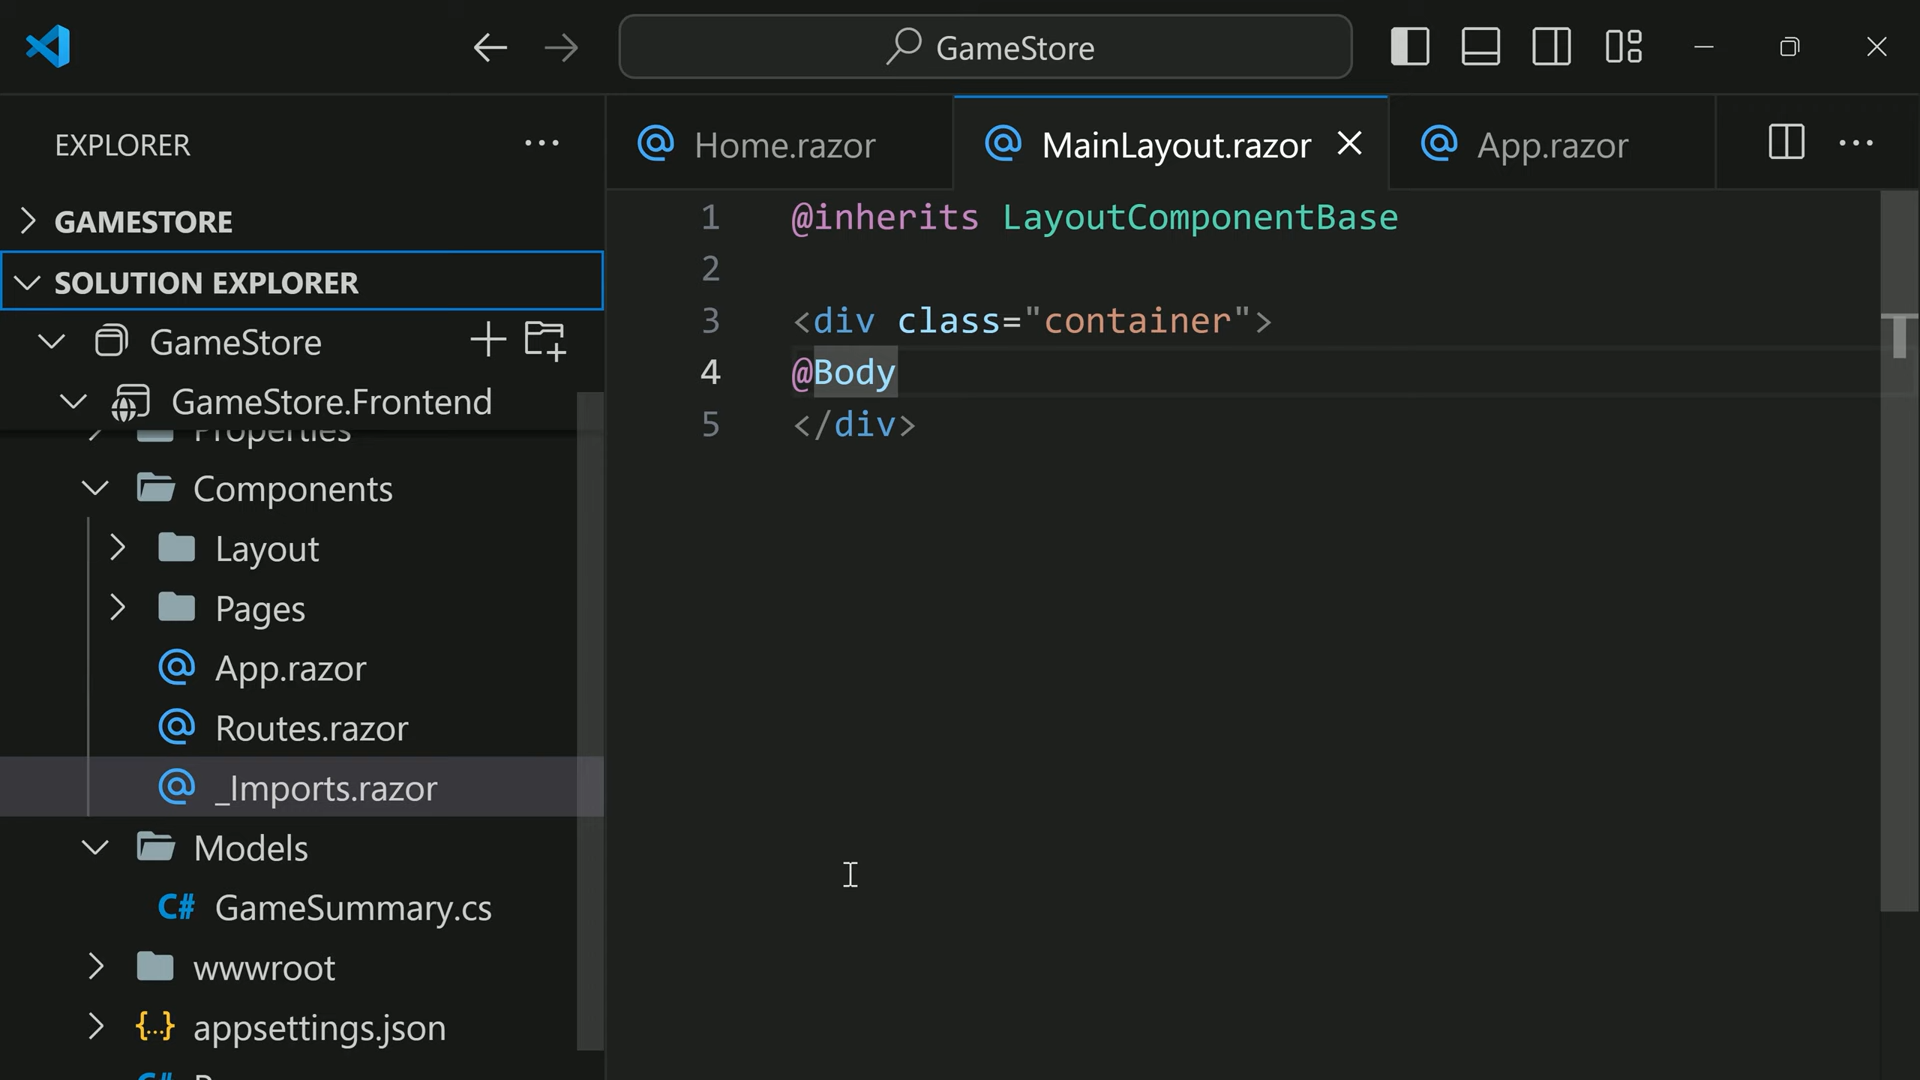 GameStore
EXPLORER
GAMESTORE
SOLUTION EXPLORER
GameStore
GameStore.Frontend
Properties
Components
Layout
Pages
App.razor
Routes.razor
_Imports.razor
Models
C# GameSummary.cs
wwwroot
{..} appsettings.json
C#
Home.razor
MainLayout.razor
App.razor
1 @inherits LayoutComponentBase
2
3 <div class="container">
4 @Body
5 </div>